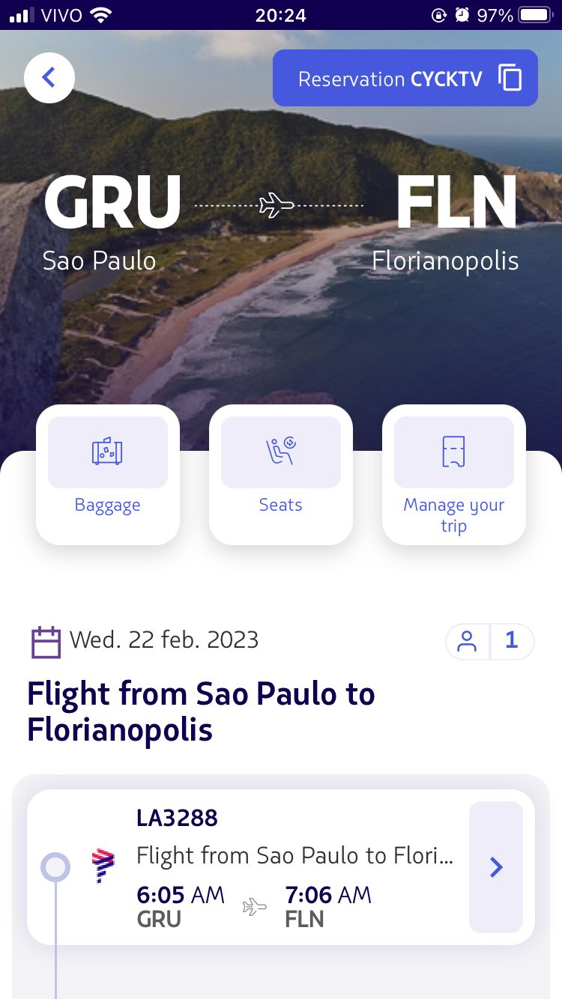 VIVO 20:24 97%
Reservation CYCKTV
GRU FLN
Sao Paulo Florianopolis
Baggage Seats Manage your
trip
Wed. 22 feb. 2023 1
Flight from Sao Paulo to
Florianopolis
LA3288
Flight from Sao Paulo to Flori...
6:05 AM 7:06 AM
GRU FLN